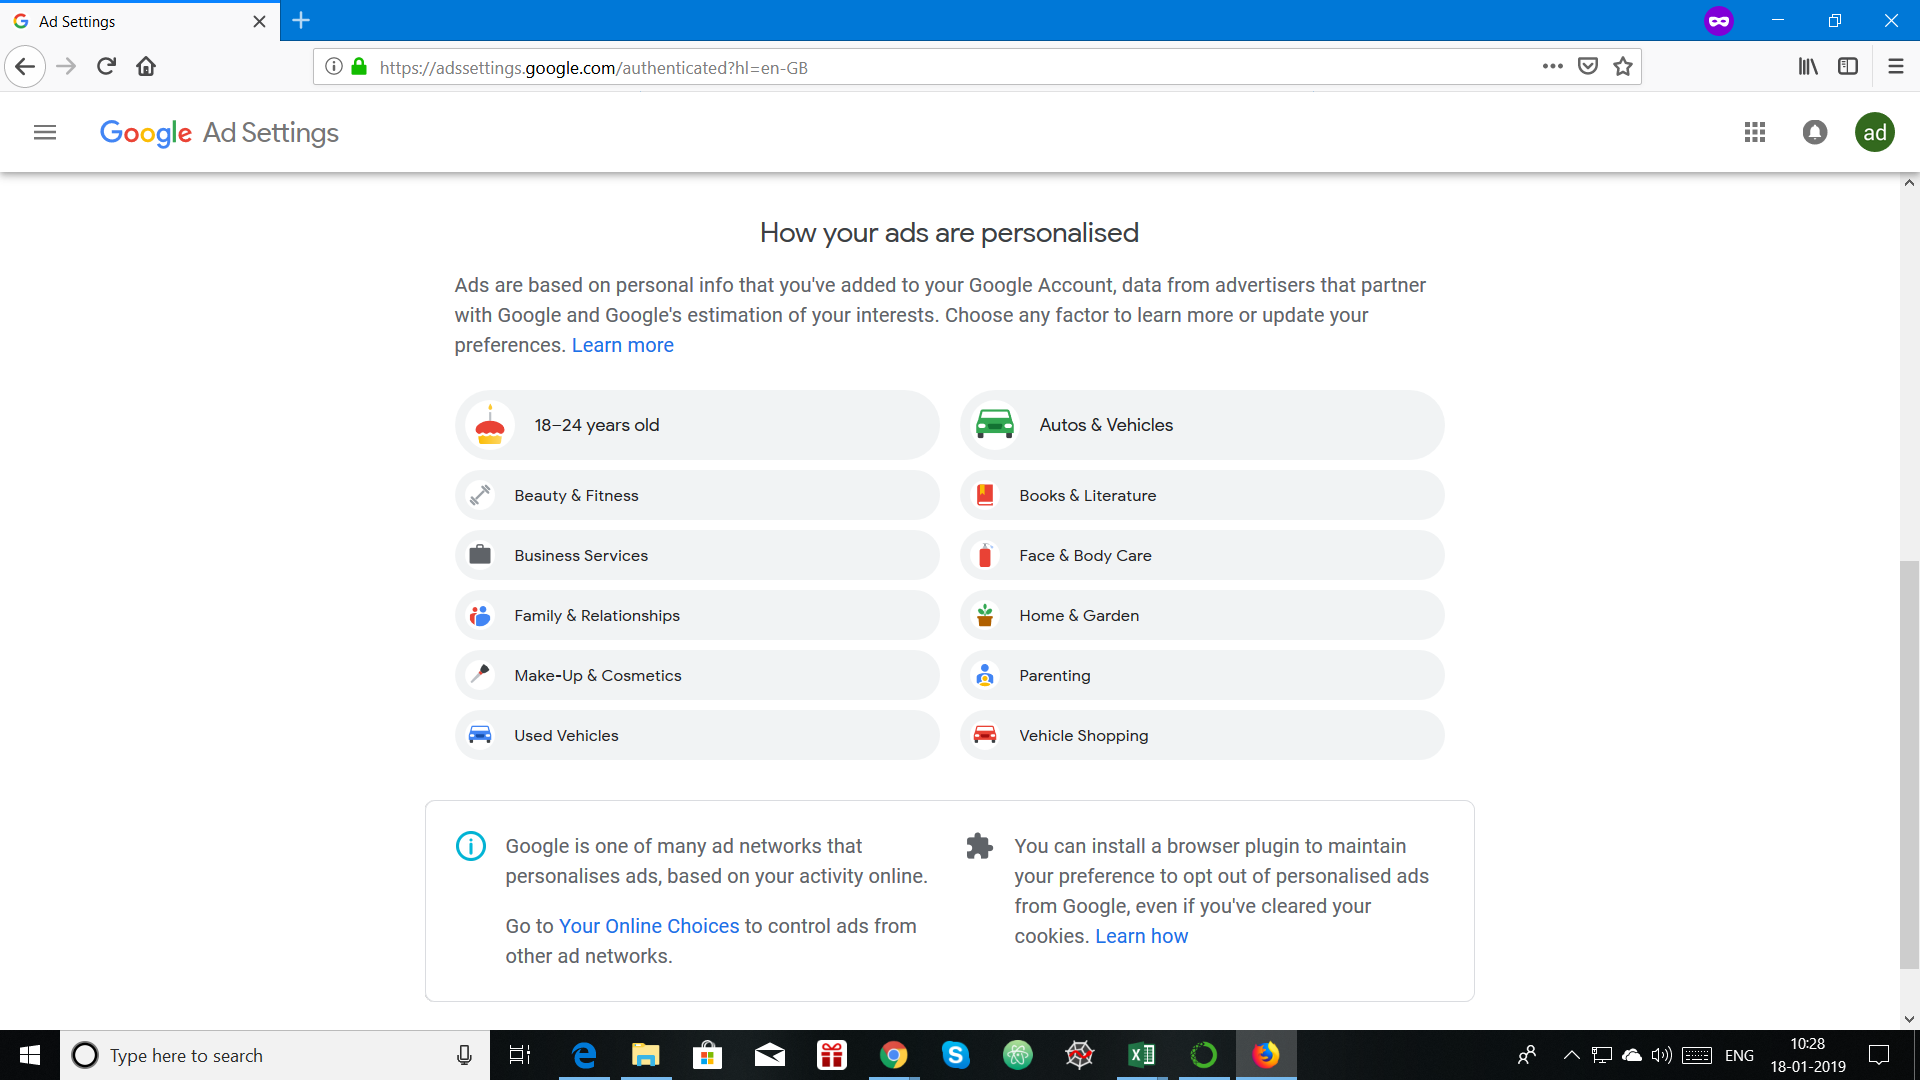 Ad Settings
https://adssettings.google.com/authenticated?hl=en-GB
Google Ad Settings
ad
How your ads are personalised
Ads are based on personal info that you've added to your Google Account, data from advertisers that partner
with Google and Google's estimation of your interests. Choose any factor to learn more or update your
preferences. Learn more
18–24 years old
Autos & Vehicles
Beauty & Fitness
Books & Literature
Business Services
Face & Body Care
Family & Relationships
Home & Garden
Make-Up & Cosmetics
Parenting
Used Vehicles
Vehicle Shopping
Google is one of many ad networks that
personalises ads, based on your activity online.
Go to Your Online Choices to control ads from
other ad networks.
You can install a browser plugin to maintain
your preference to opt out of personalised ads
from Google, even if you've cleared your
cookies. Learn how
Type here to search
ENG
10:28
18-01-2019